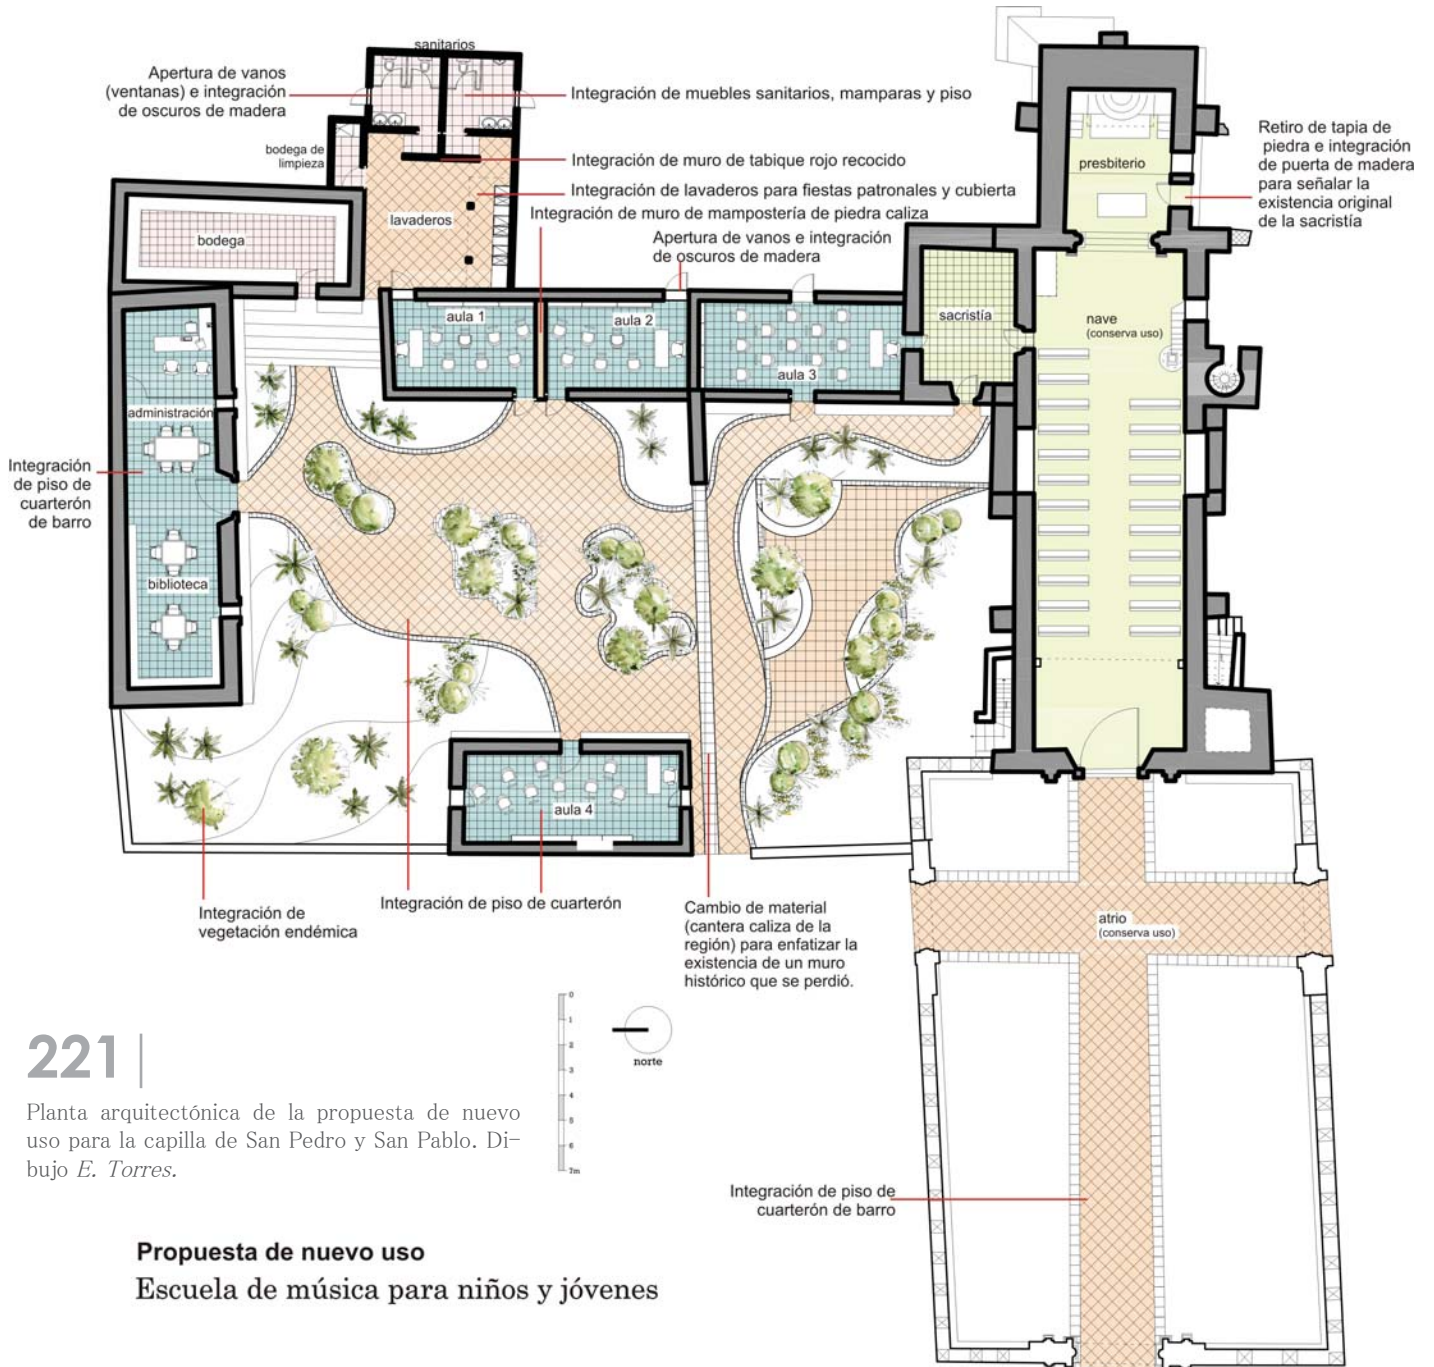 sanitarios
Apertura de vanos
(ventanas) e integración
de oscuros de madera
Integración de muebles sanitarios, mamparas y piso
bodega de
limpieza
Integración de muro de tabique rojo recocido
Integración de lavaderos para fiestas patronales y cubierta
Integración de muro de mampostería de piedra caliza
lavaderos
bodega
Apertura de vanos e integración
de oscuros de madera
presbiterio
Retiro de tapia de
piedra e integración
de puerta de madera
para señalar la
existencia original
de la sacristía
aula 1
aula 2
aula 3
sacristía
nave
(conserva uso)
administración
Integración
de piso de
cuarterón
de barro
biblioteca
aula 4
Integración de
vegetación endémica
Integración de piso de cuarterón
Cambio de material
(cantera caliza de la
región) para enfatizar la
existencia de un muro
histórico que se perdió.
atrio
(conserva uso)
0
1
2
3
4
5
6
7m
norte
221
Planta arquitectónica de la propuesta de nuevo
uso para la capilla de San Pedro y San Pablo. Di-
bujo E. Torres.
Integración de piso de
cuarterón de barro
Propuesta de nuevo uso
Escuela de música para niños y jóvenes